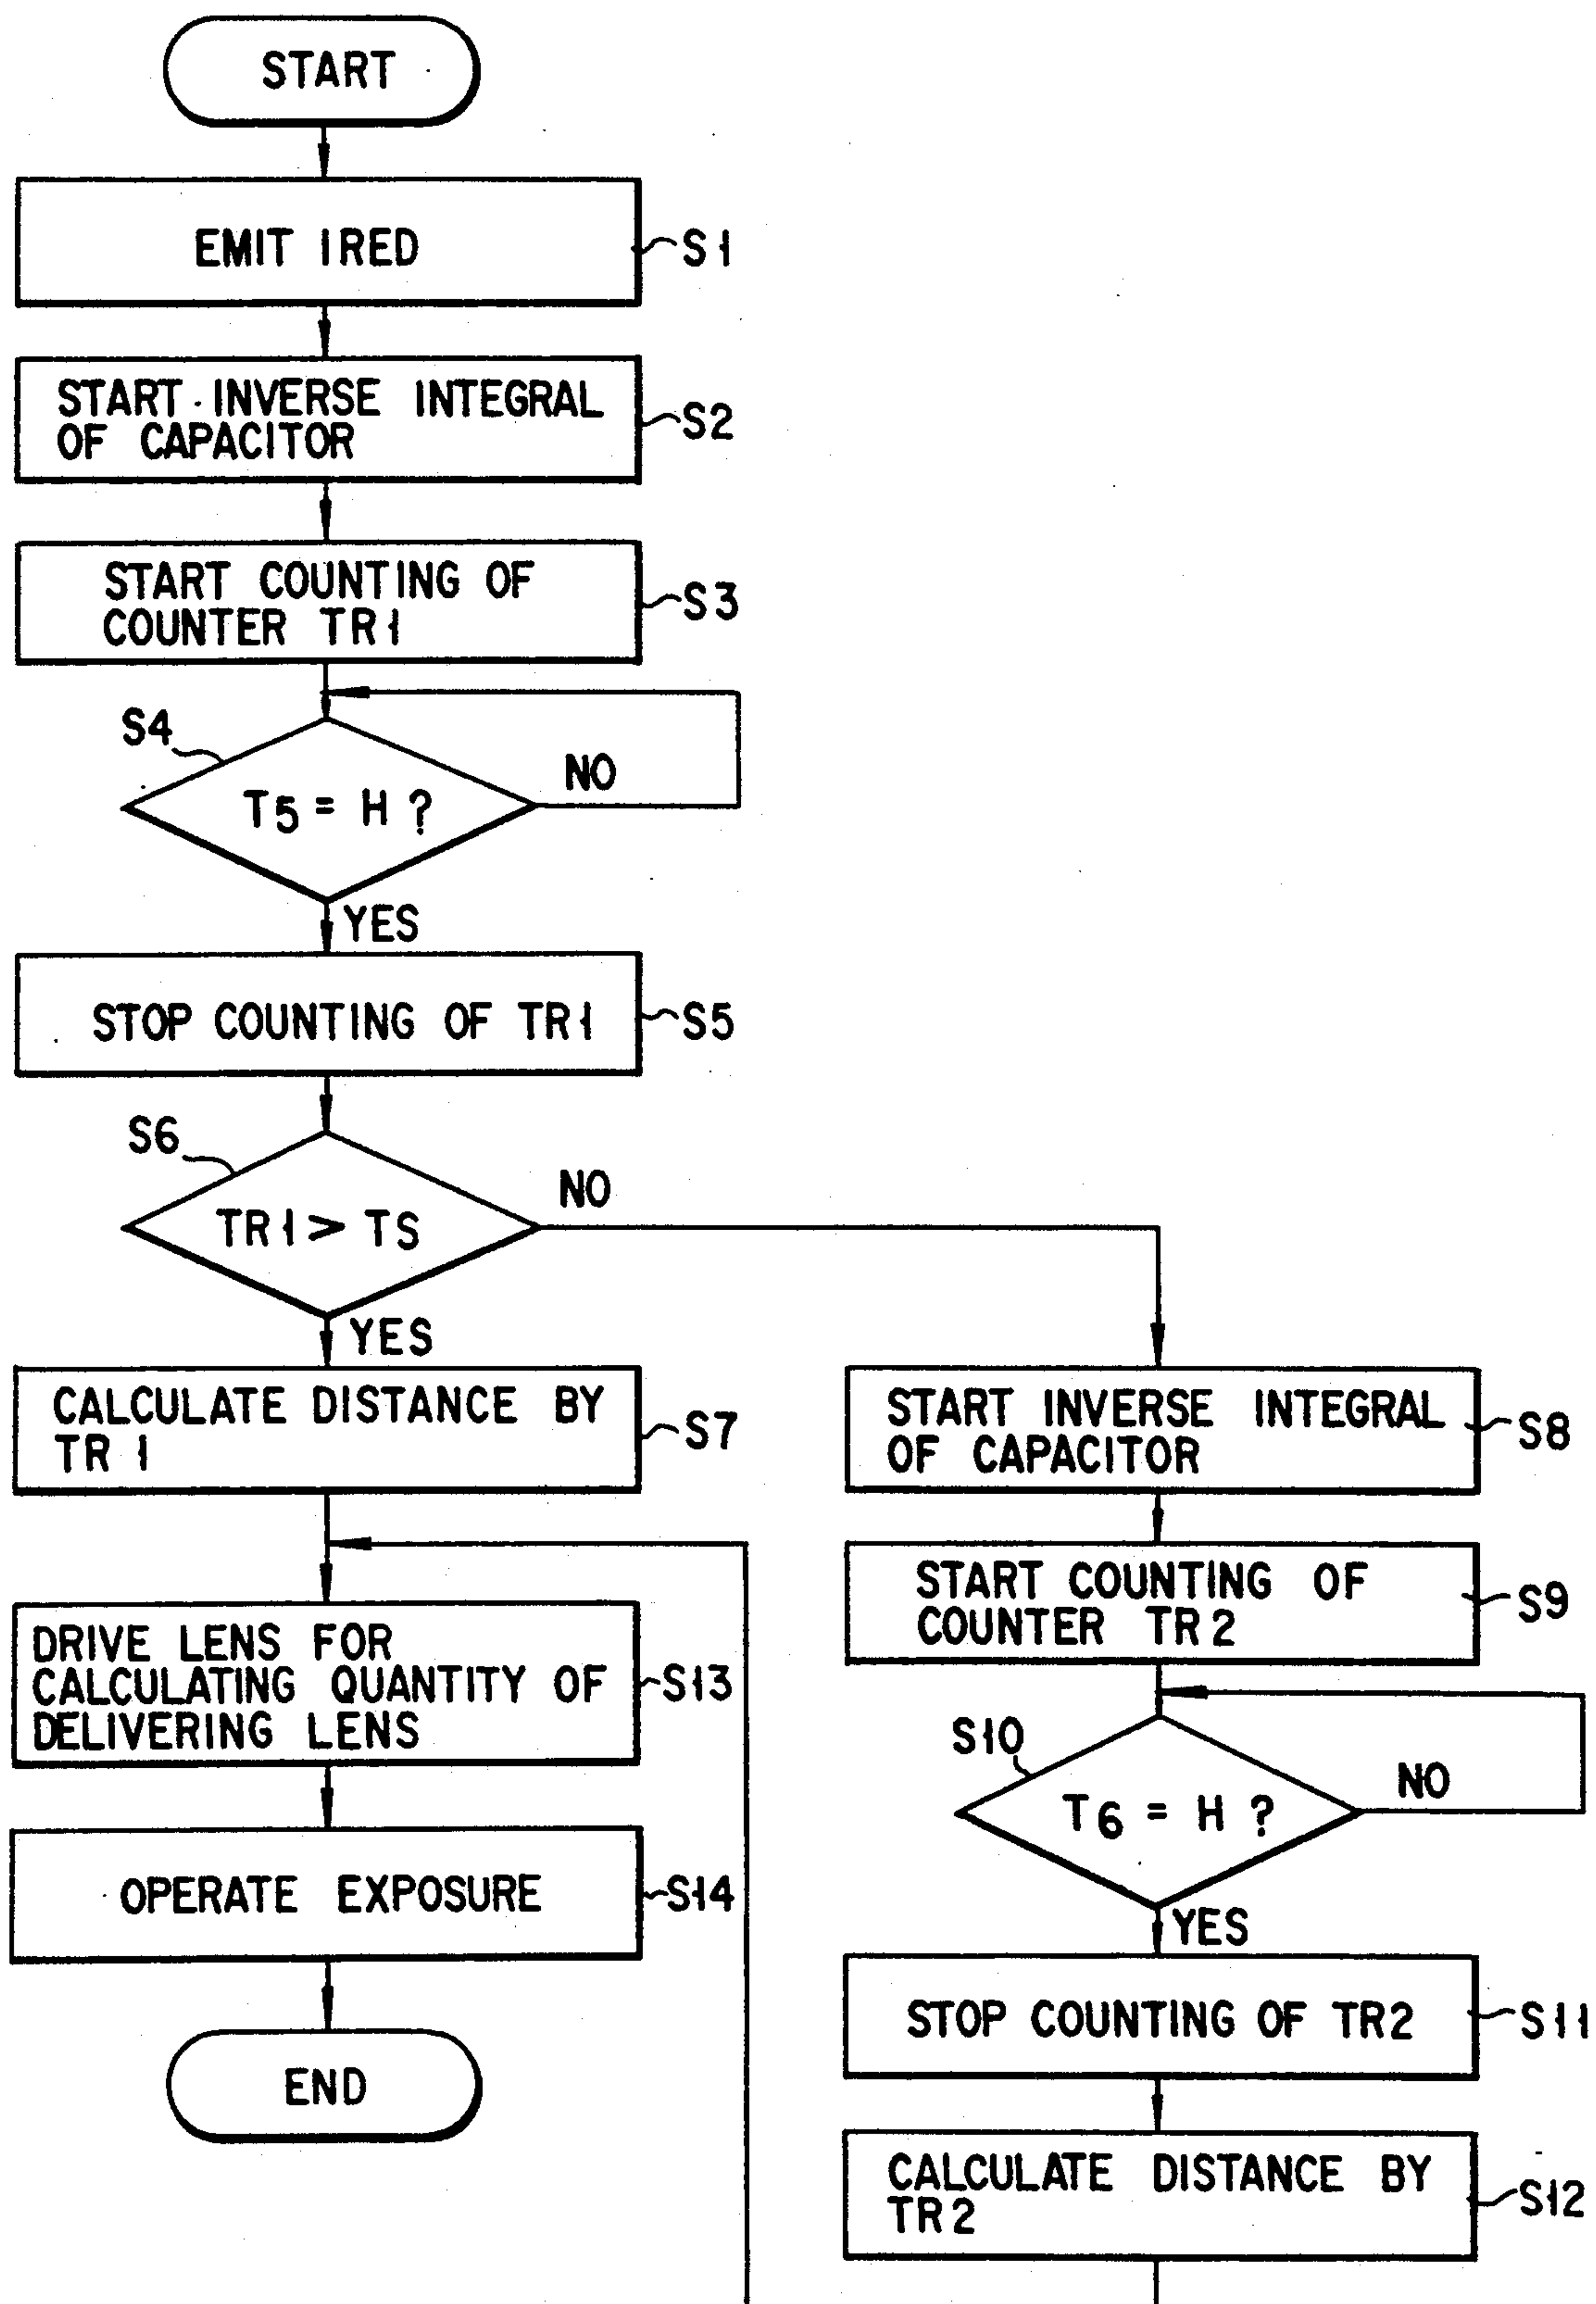 START
EMIT IRED
S1
START INVERSE INTEGRAL
OF CAPACITOR
S2
START COUNTING OF
COUNTER TR1
S3
S4
T5 = H ?
NO
YES
STOP COUNTING OF TR1
S5
S6
TR1 > TS
NO
YES
CALCULATE DISTANCE BY
TR1
S7
DRIVE LENS FOR
CALCULATING QUANTITY OF
DELIVERING LENS
S13
OPERATE EXPOSURE
S14
END
START INVERSE INTEGRAL
OF CAPACITOR
S8
START COUNTING OF
COUNTER TR2
S9
S10
T6 = H ?
NO
YES
STOP COUNTING OF TR2
S11
CALCULATE DISTANCE BY
TR2
S12